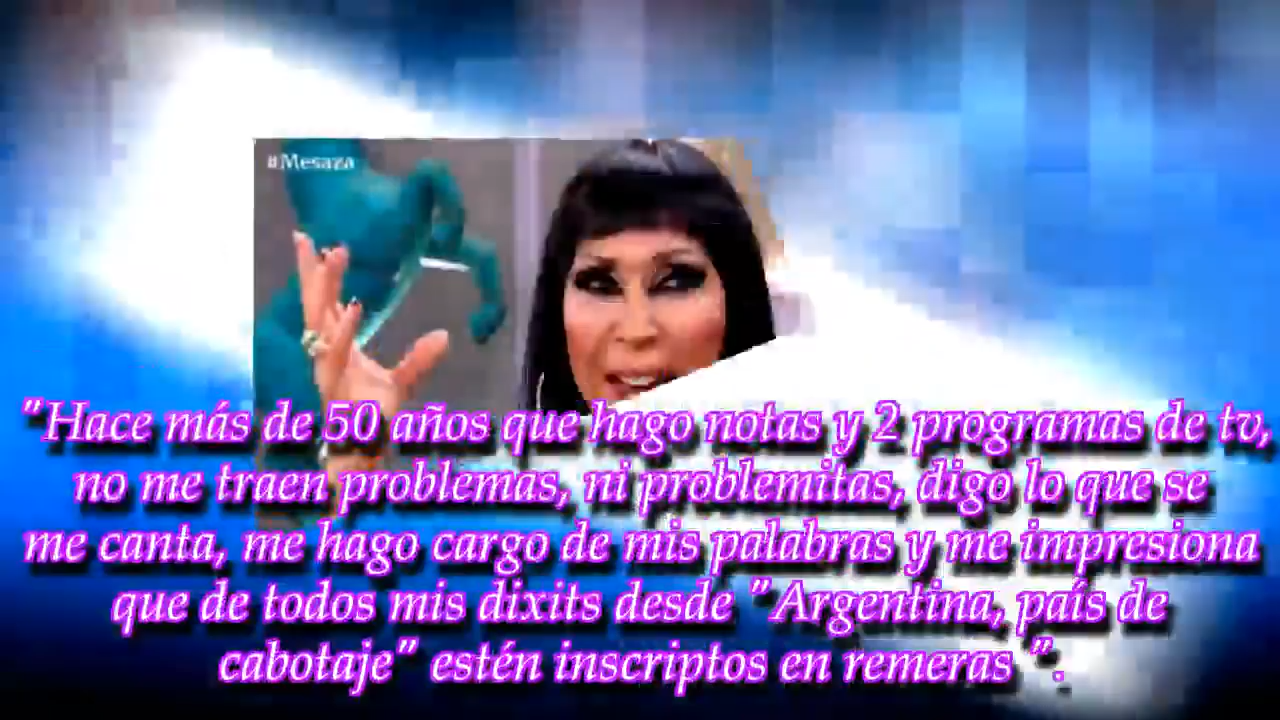 #Mesaza
"Hace más de 50 años que hago notas y 2 programas de tv,
no me traen problemas, ni problemitas, digo lo que se
me canta, me hago cargo de mis palabras y me impresiona
que de todos mis dixits desde "Argentina, país de
cabotaje" estén inscriptos en remeras ".